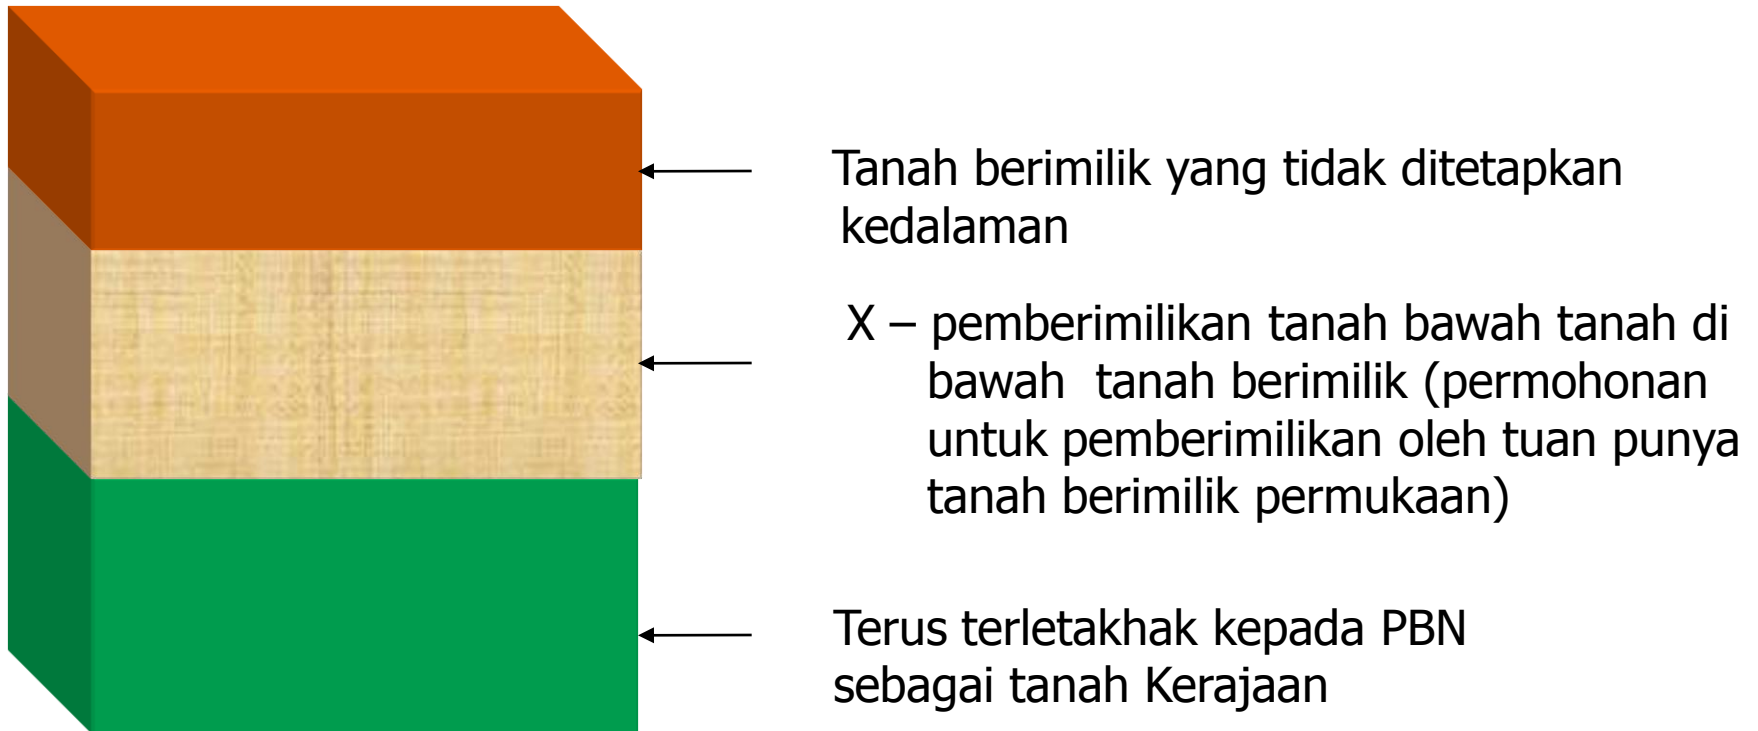 Tanah berimilik yang tidak ditetapkan
kedalaman
X – pemberimilikan tanah bawah tanah di
bawah tanah berimilik (permohonan
untuk pemberimilikan oleh tuan punya
tanah berimilik permukaan)
Terus terletakhak kepada PBN
sebagai tanah Kerajaan